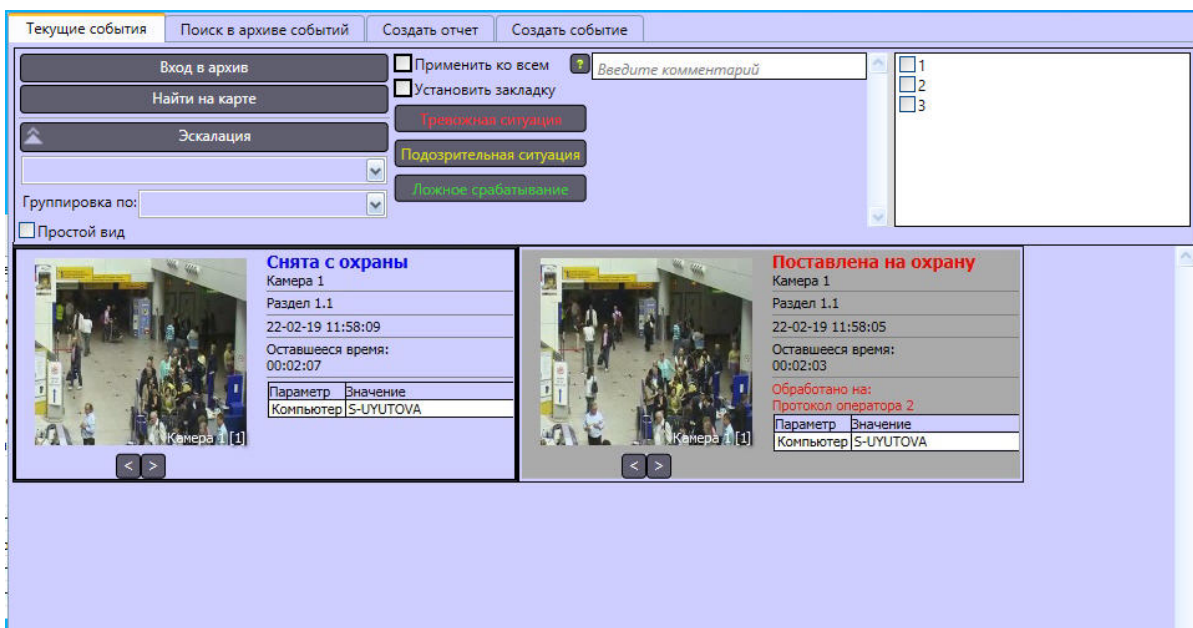 Текущие события
Поиск в архиве событий
Создать отчет
Создать событие
Вход в архив
Найти на карте
Эскалация
Группировка по:
Простой вид
Применить ко всем
?
Установить закладку
Тревожная ситуация
Подозрительная ситуация
Ложное срабатывание
Введите комментарий
1
2
3
Снята с охраны
Камера 1
Раздел 1.1
22-02-19 11:58:09
Оставшееся время:
00:02:07
Параметр Значение
Компьютер S-UYUTOVA
Камера 1 [1]
< >
Поставлена на охрану
Камера 1
Раздел 1.1
22-02-19 11:58:05
Оставшееся время:
00:02:03
Обработано на:
Протокол оператора 2
Параметр Значение
Компьютер S-UYUTOVA
Камера 1 [1]
< >